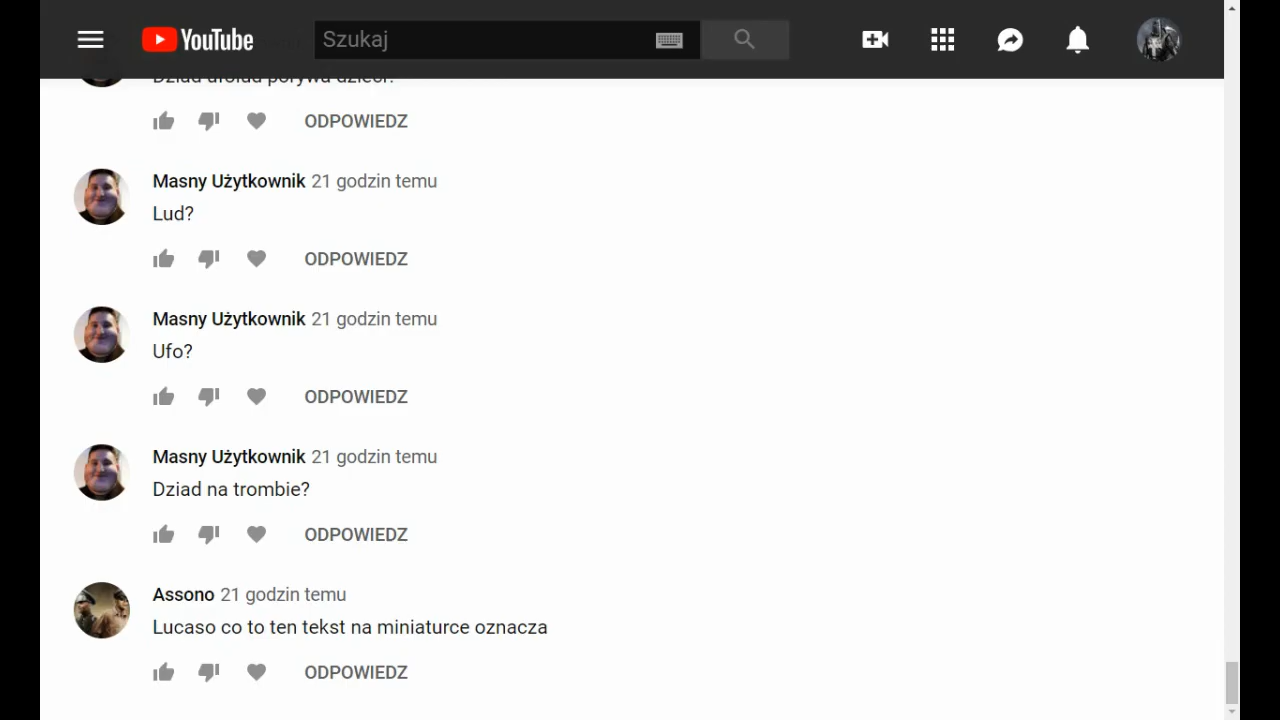 YouTube
Szukaj
Dziad ufolud porywa dzieci?
ODPOWIEDZ
Masny Użytkownik 21 godzin temu
Lud?
ODPOWIEDZ
Masny Użytkownik 21 godzin temu
Ufo?
ODPOWIEDZ
Masny Użytkownik 21 godzin temu
Dziad na trombie?
ODPOWIEDZ
Assono 21 godzin temu
Lucaso co to ten tekst na miniaturce oznacza
ODPOWIEDZ